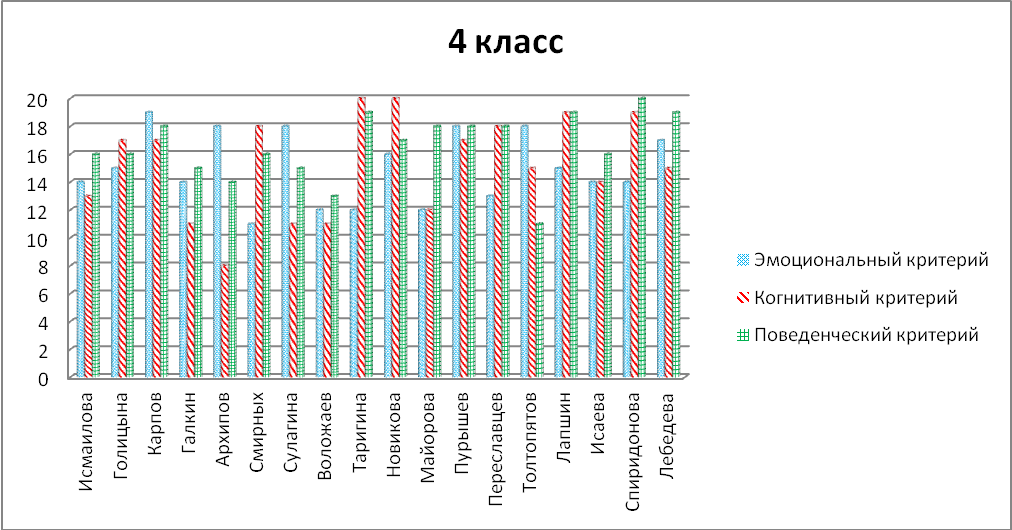 4 класс
20
18
16
14
12
10
8
6
4
2
0
Исмаилова
Голицына
Карпов
Галкин
Архипов
Смирных
Сулагина
Воложаев
Таригина
Новикова
Майорова
Пурышев
Переславцев
Толтопятов
Лапшин
Исаева
Спиридонова
Лебедева
Эмоциональный критерий
Когнитивный критерий
Поведенческий критерий